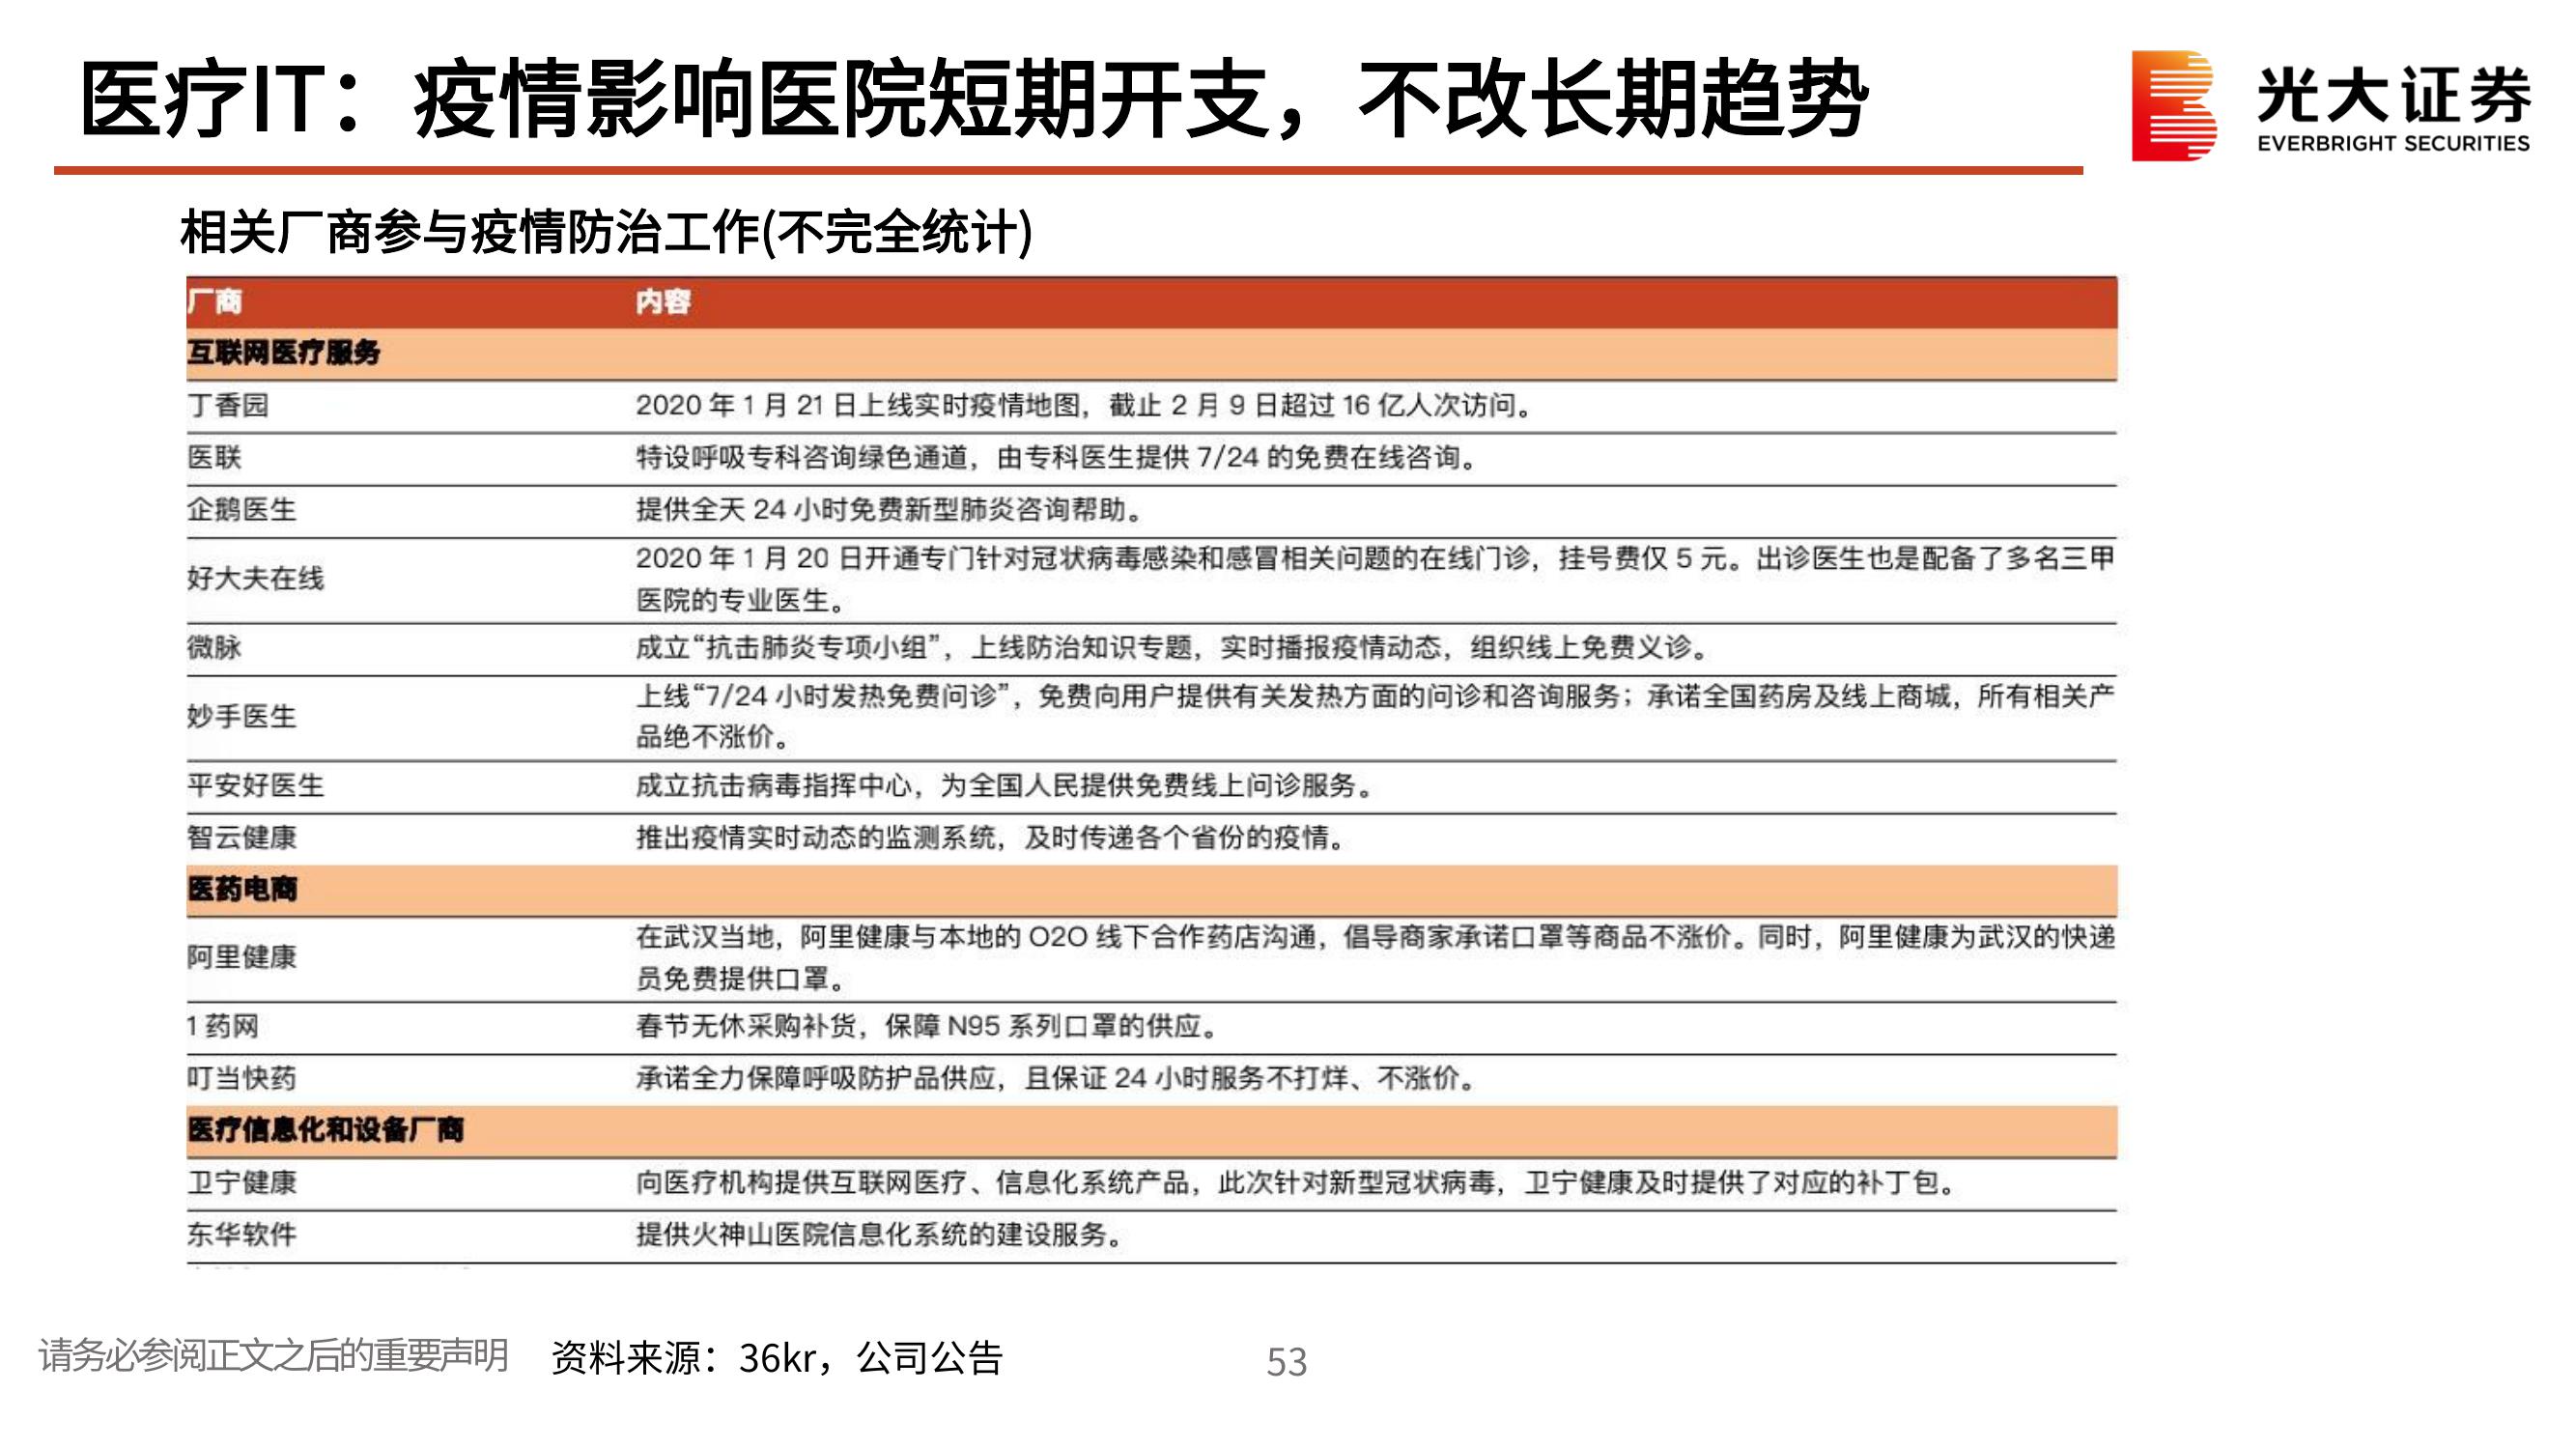 医疗IT：疫情影响医院短期开支，不改长期趋势
光大证券
EVERBRIGHT SECURITIES
相关厂商参与疫情防治工作(不完全统计)
厂商 内容
互联网医疗服务
丁香园 2020 年 1 月 21 日上线实时疫情地图，截止 2 月 9 日超过 16 亿人次访问。
医联 特设呼吸专科咨询绿色通道，由专科医生提供 7/24 的免费在线咨询。
企鹅医生 提供全天 24 小时免费新型肺炎咨询帮助。
好大夫在线 2020 年 1 月 20 日开通专门针对冠状病毒感染和感冒相关问题的在线门诊，挂号费仅 5 元。出诊医生也是配备了多名三甲
医院的专业医生。
微脉 成立“抗击肺炎专项小组”，上线防治知识专题，实时播报疫情动态，组织线上免费义诊。
妙手医生 上线“7/24 小时发热免费问诊”，免费向用户提供有关发热方面的问诊和咨询服务；承诺全国药房及线上商城，所有相关产
品绝不涨价。
平安好医生 成立抗击病毒指挥中心，为全国人民提供免费线上问诊服务。
智云健康 推出疫情实时动态的监测系统，及时传递各个省份的疫情。
医药电商
阿里健康 在武汉当地，阿里健康与本地的 O2O 线下合作药店沟通，倡导商家承诺口罩等商品不涨价。同时，阿里健康为武汉的快递
员免费提供口罩。
1 药网 春节无休采购补货，保障 N95 系列口罩的供应。
叮当快药 承诺全力保障呼吸防护品供应，且保证 24 小时服务不打烊、不涨价。
医疗信息化和设备厂商
卫宁健康 向医疗机构提供互联网医疗、信息化系统产品，此次针对新型冠状病毒，卫宁健康及时提供了对应的补丁包。
东华软件 提供火神山医院信息化系统的建设服务。
请务必参阅正文之后的重要声明 资料来源：36kr，公司公告 53